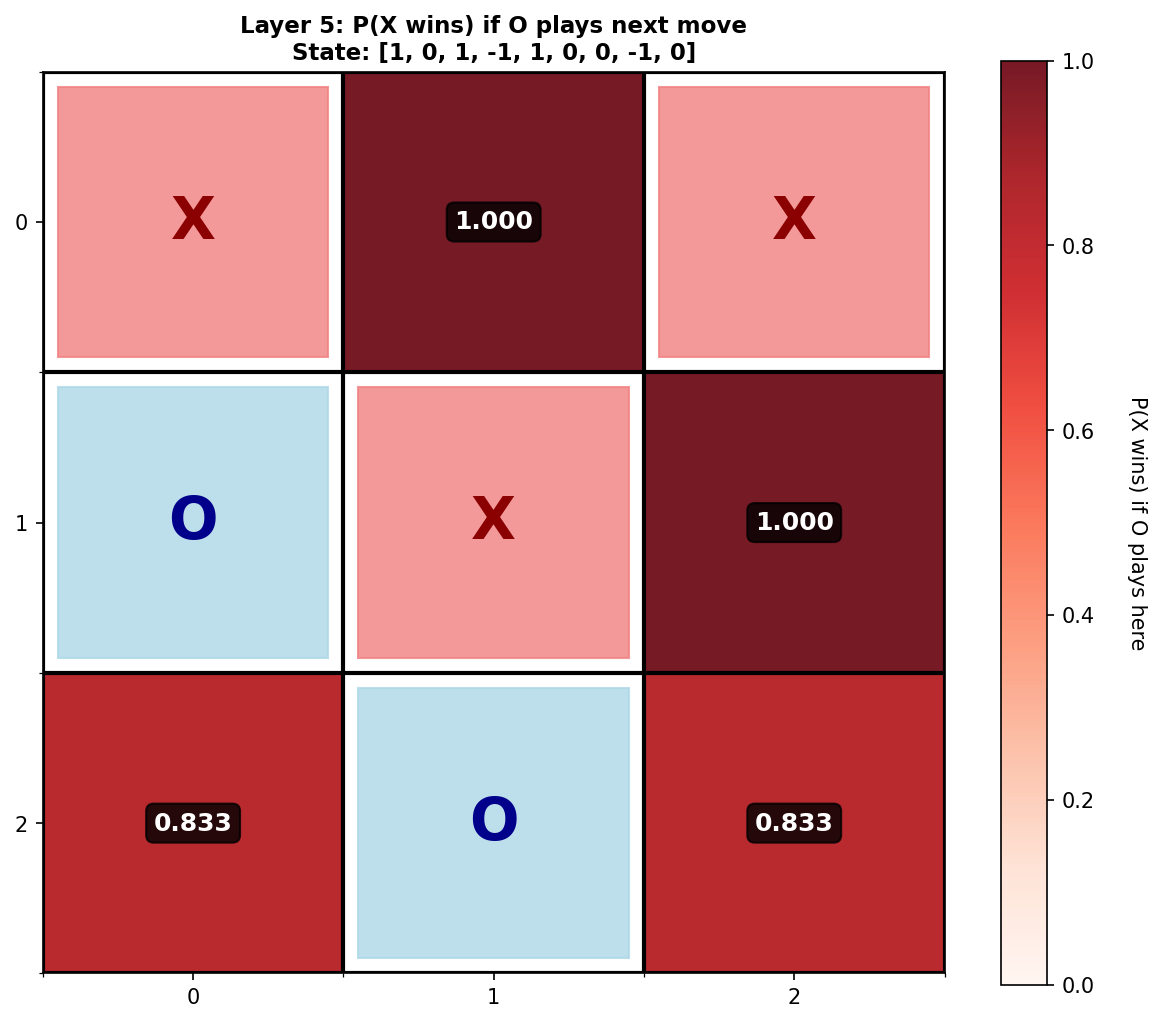 Layer 5: P(X wins) if O plays next move
State: [1, 0, 1, -1, 1, 0, 0, -1, 0]
X
1.000
X
O
X
1.000
0.833
O
0.833
0
1
2
0
1
2
1.0
0.8
0.6
0.4
0.2
0.0
P(X wins) if O plays here